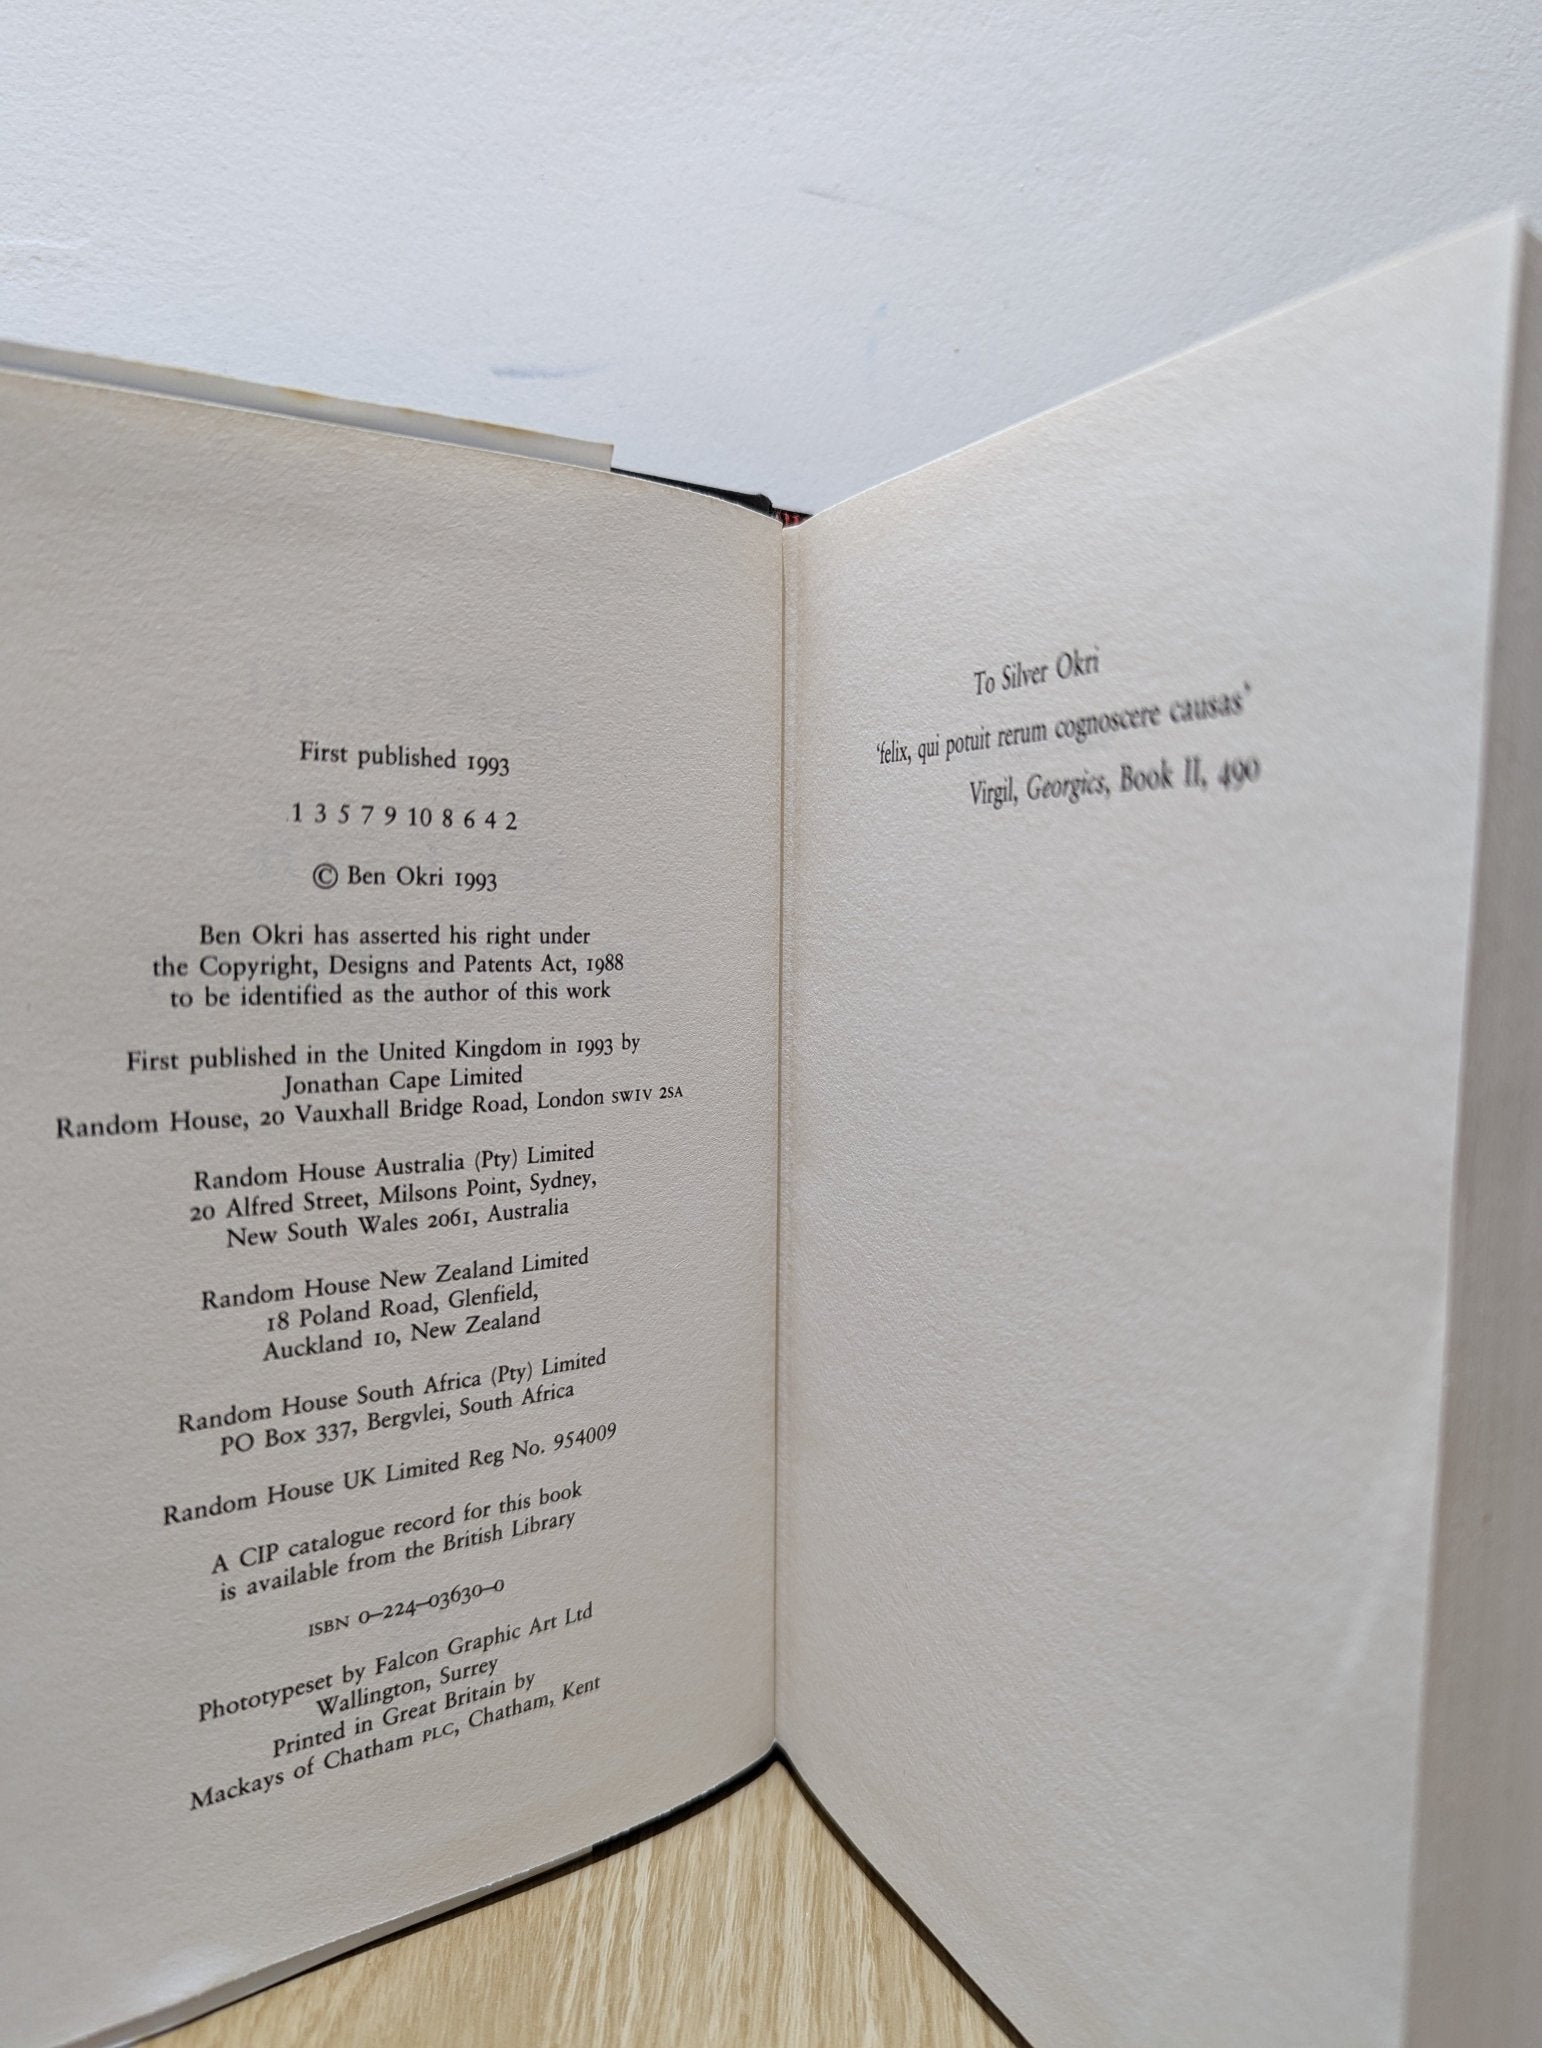 First published 1993
1 3 5 7 9 10 8 6 4 2
© Ben Okri 1993
Ben Okri has asserted his right under
the Copyright, Designs and Patents Act, 1988
to be identified as the author of this work
First published in the United Kingdom in 1993 by
Jonathan Cape Limited
Random House, 20 Vauxhall Bridge Road, London SW1V 2SA
Random House Australia (Pty) Limited
20 Alfred Street, Milsons Point, Sydney,
New South Wales 2061, Australia
Random House New Zealand Limited
18 Poland Road, Glenfield,
Auckland 10, New Zealand
Random House South Africa (Pty) Limited
PO Box 337, Bergvlei, South Africa
Random House UK Limited Reg No. 954009
A CIP catalogue record for this book
is available from the British Library
ISBN 0–224–03630–0
Phototypeset by Falcon Graphic Art Ltd
Wallington, Surrey
Printed in Great Britain by
Mackays of Chatham PLC, Chatham, Kent
To Silver Okri
‘felix, qui potuit rerum cognoscere causas’
Virgil, Georgics, Book II, 490